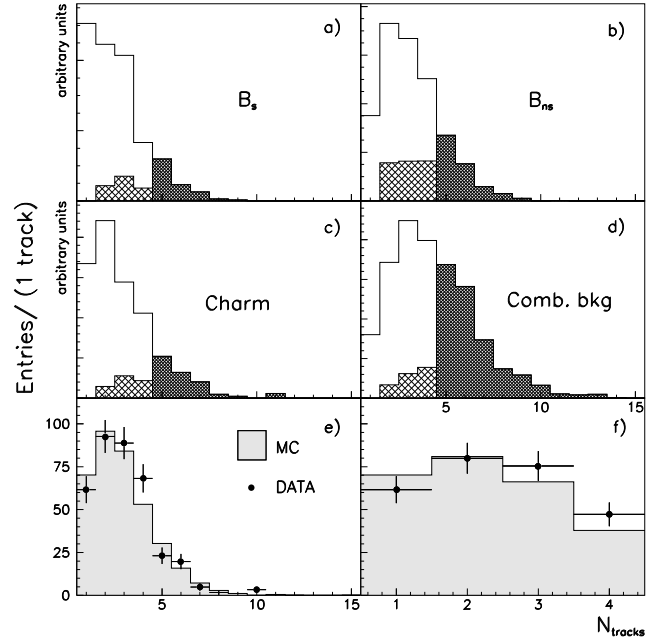 arbitrary units
a)
B_s
b)
B_ns
Entries/ (1 track)
arbitrary units
c)
Charm
d)
Comb. bkg
5 10 15
100
75
50
25
0
e)
MC
DATA
f)
5 10 15
1 2 3 4
N_tracks